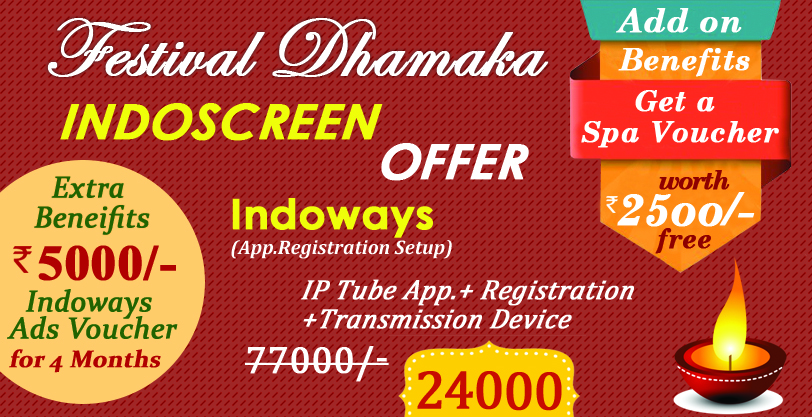 Festival Dhamaka
INDOSCREEN
OFFER
Indoways
(App.Registration Setup)
IP Tube App.+ Registration
+Transmission Device
77000/-
24000
Extra
Beneifits
₹5000/-
Indoways
Ads Voucher
for 4 Months
Add on
Benefits
Get a
Spa Voucher
worth
₹2500/-
free